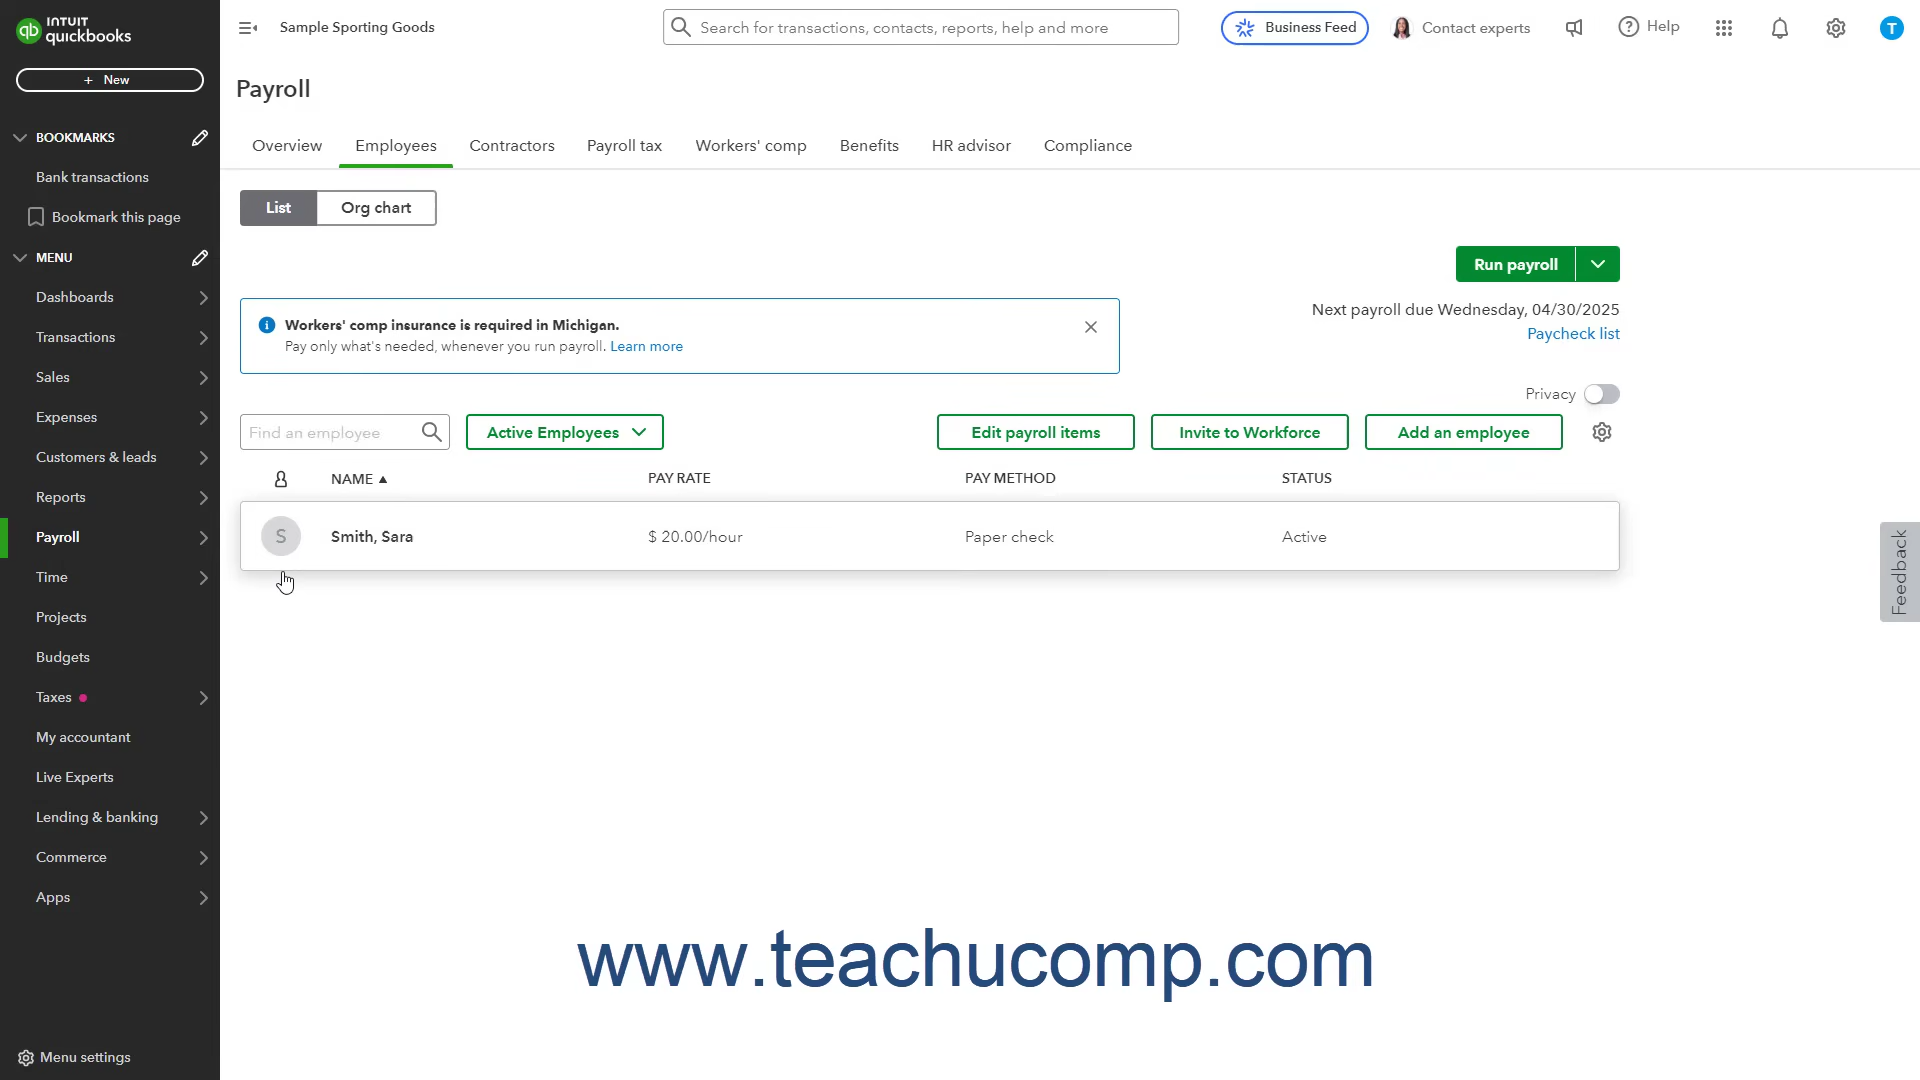 INTUIT
quickbooks
Sample Sporting Goods
Search for transactions, contacts, reports, help and more
Business Feed
Contact experts
Help
T
+ New
BOOKMARKS
Bank transactions
Bookmark this page
MENU
Dashboards
Transactions
Sales
Expenses
Customers & leads
Reports
Payroll
Time
Projects
Budgets
Taxes
My accountant
Live Experts
Lending & banking
Commerce
Apps
Menu settings
Payroll
Overview Employees Contractors Payroll tax Workers' comp Benefits HR advisor Compliance
List Org chart
Run payroll
Next payroll due Wednesday, 04/30/2025
Paycheck list
Workers' comp insurance is required in Michigan.
Pay only what's needed, whenever you run payroll. Learn more
Privacy
Find an employee Active Employees Edit payroll items Invite to Workforce Add an employee
NAME PAY RATE PAY METHOD STATUS
S Smith, Sara $ 20.00/hour Paper check Active
Feedback
www.teachucomp.com